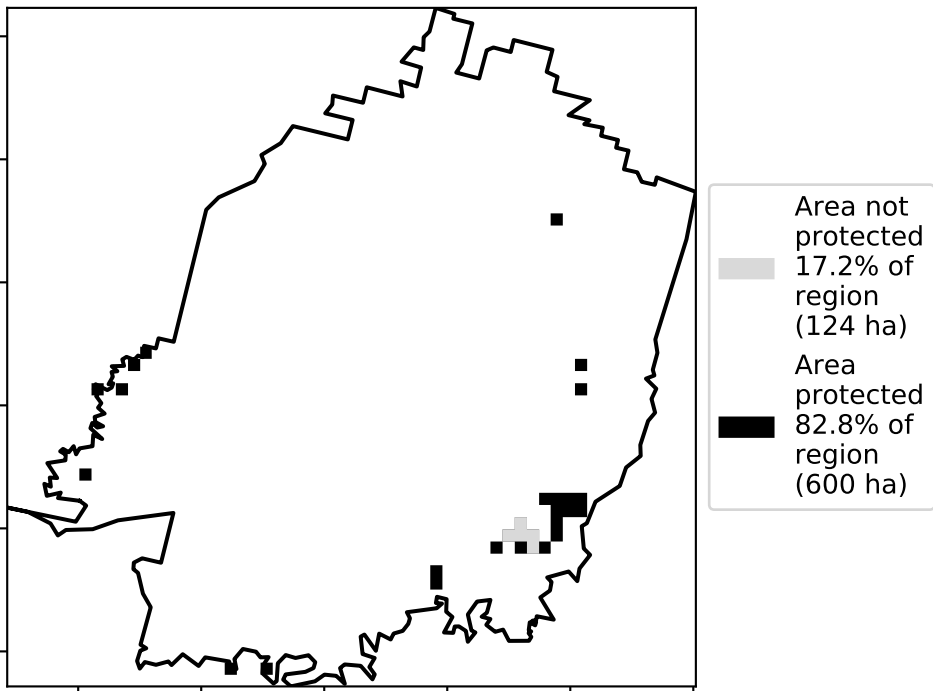 Area not
protected
17.2% of
region
(124 ha)
Area
protected
82.8% of
region
(600 ha)